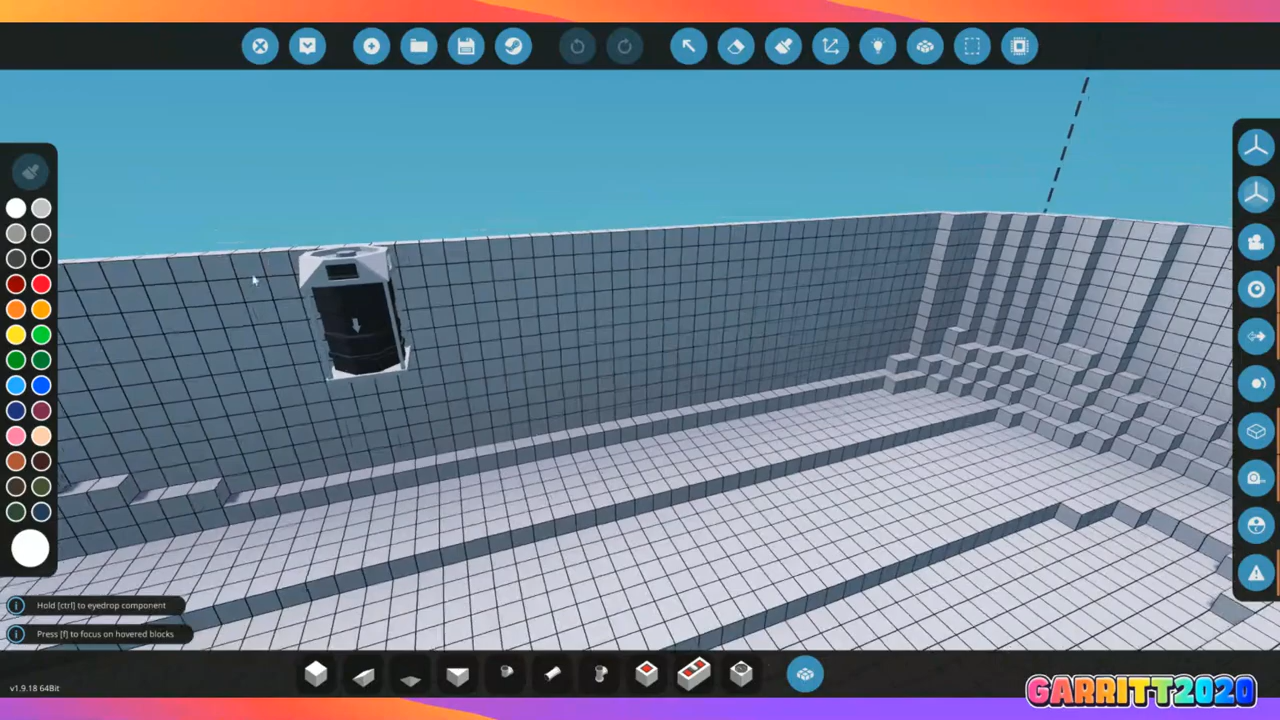 Hold [ctrl] to eyedrop component
Press [f] to focus on hovered blocks
v1.9.18 64Bit
GARRITT2020